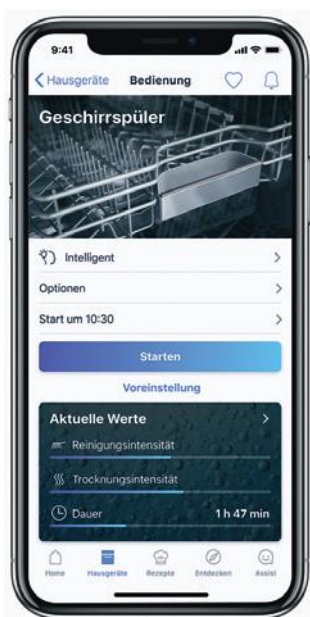 9:41
Hausgeräte Bedienung
Geschirrspüler
Intelligent
Optionen
Start um 10:30
Starten
Voreinstellung
Aktuelle Werte
Reinigungsintensität
Trocknungsintensität
Dauer 1 h 47 min
Home Hausgeräte Rezepte Entdecken Assist